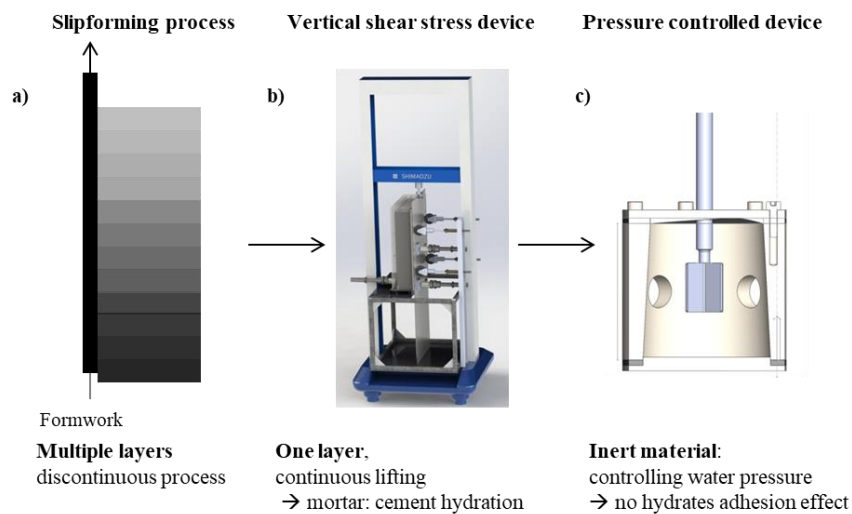 Slipforming process
Vertical shear stress device
Pressure controlled device
a)
b)
c)
SHIMADZU
Formwork
Multiple layers
discontinuous process
One layer,
continuous lifting
→ mortar: cement hydration
Inert material:
controlling water pressure
→ no hydrates adhesion effect